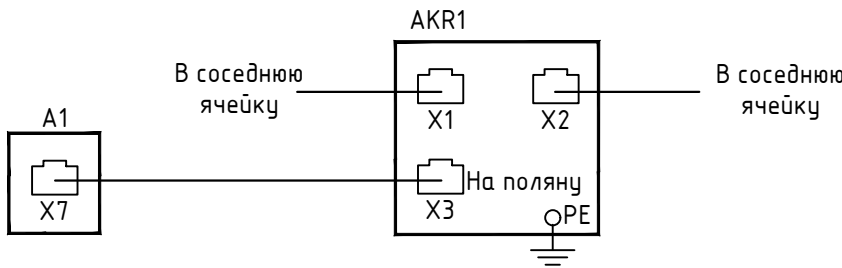 AKR1
В соседнюю
ячейку
X1
X2
В соседнюю
ячейку
A1
X7
На поляну
X3
PE